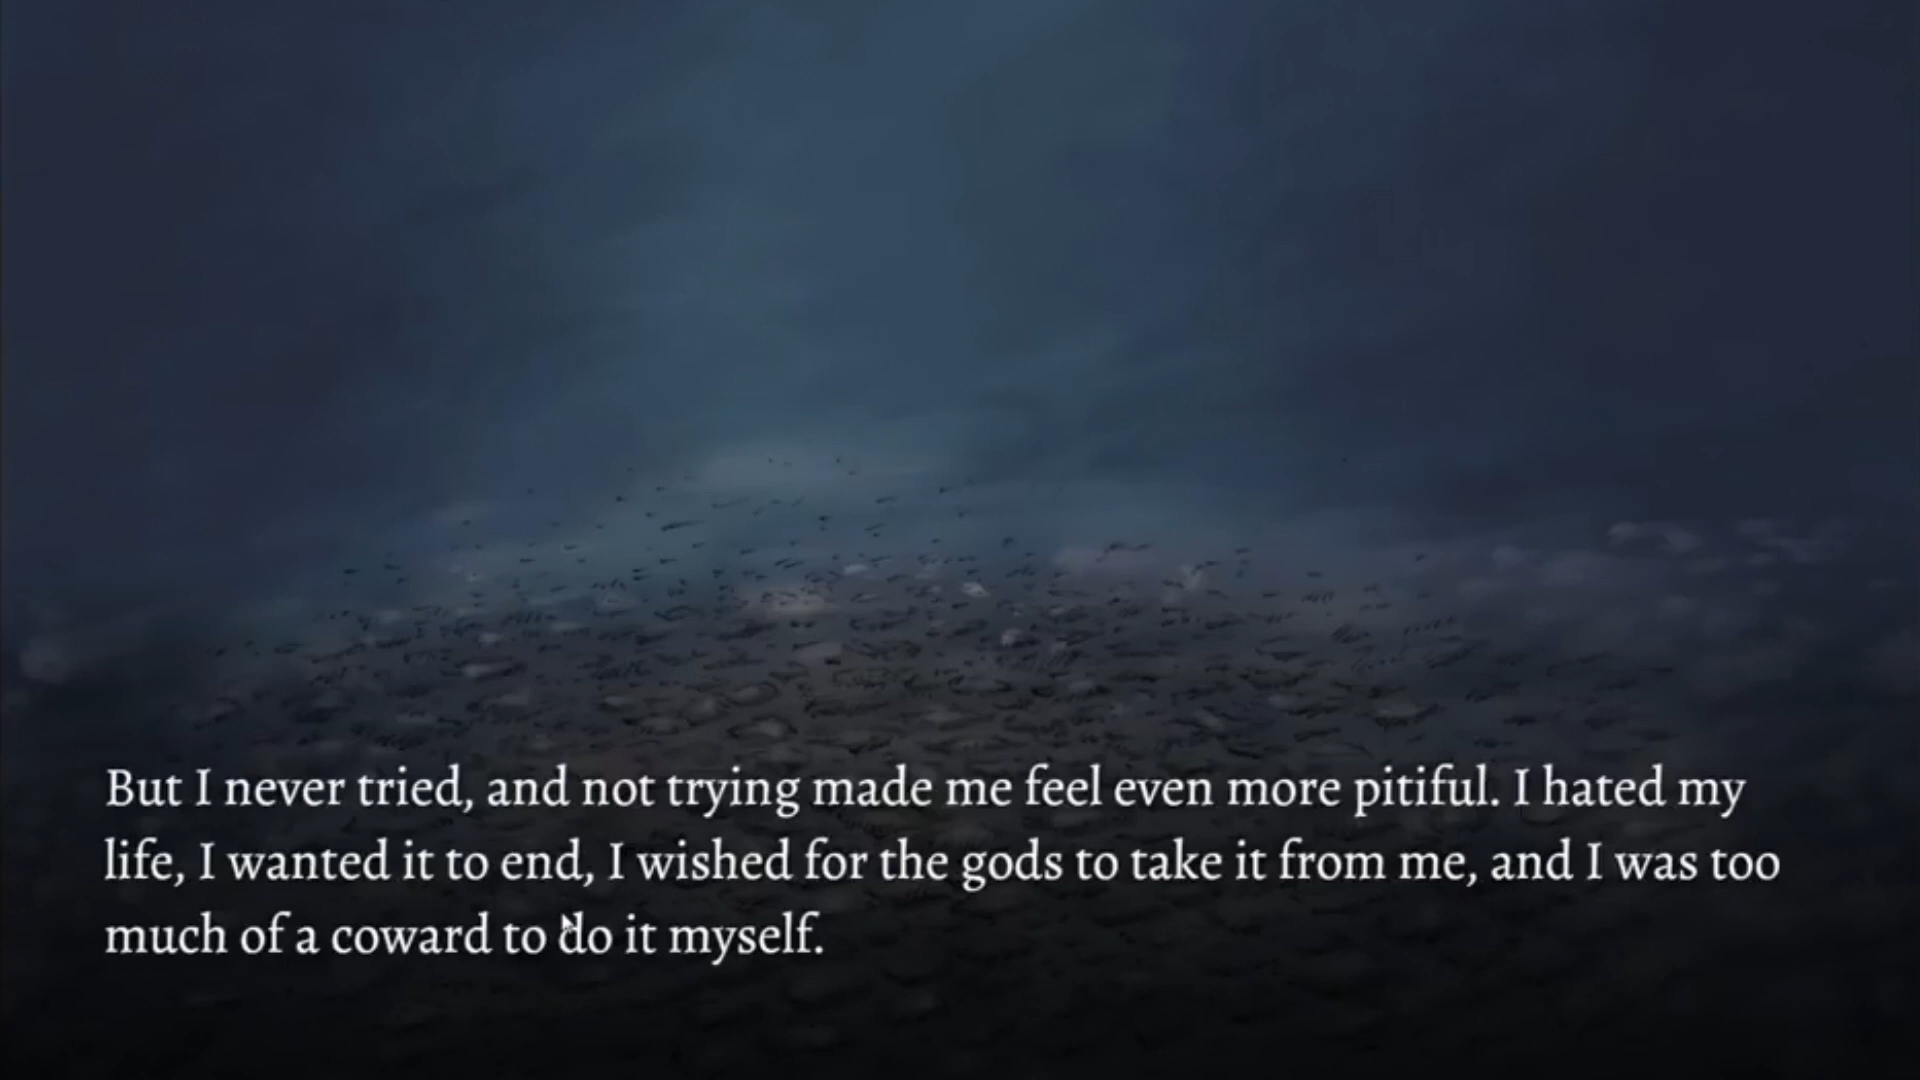 But I never tried, and not trying made me feel even more pitiful. I hated my
life, I wanted it to end, I wished for the gods to take it from me, and I was too
much of a coward to do it myself.